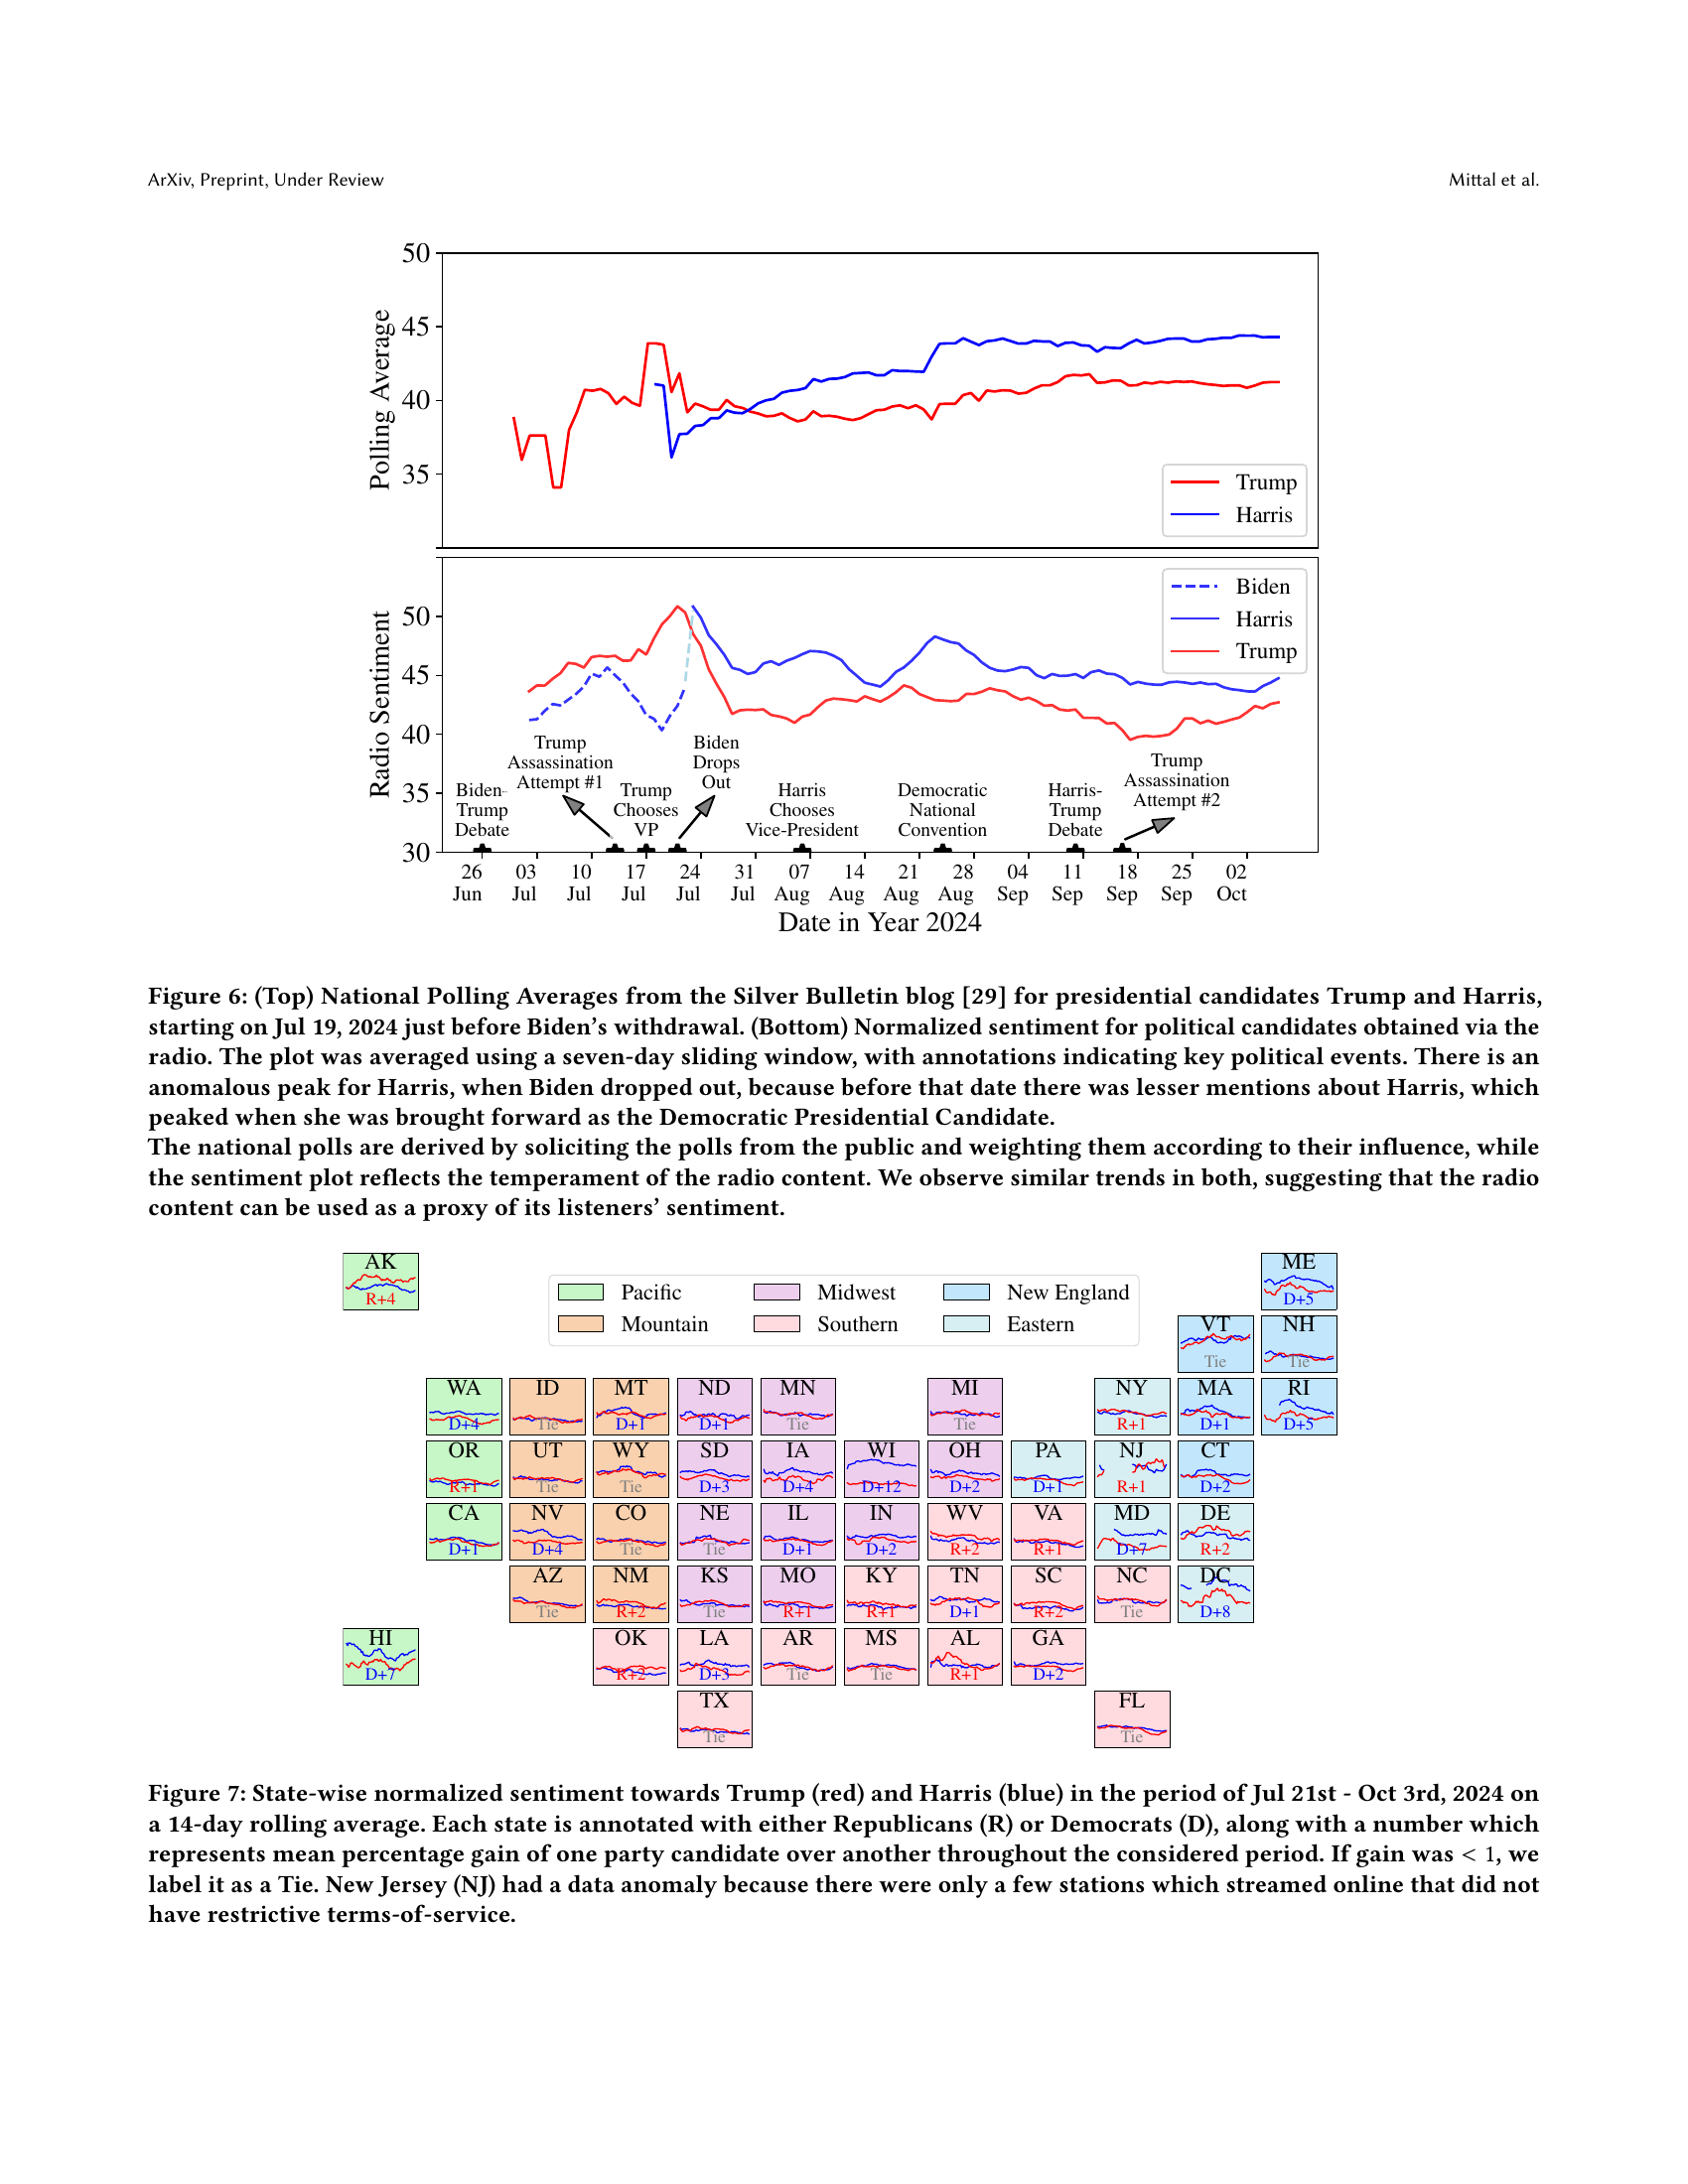 ArXiv, Preprint, Under Review
Mittal et al.
50
45
40
35
Polling Average
Trump
Harris
50
45
40
35
30
Radio Sentiment
Biden
Harris
Trump
Biden-
Trump
Debate
Trump
Assassination
Attempt #1
Trump
Chooses
VP
Biden
Drops
Out
Harris
Chooses
Vice-President
Democratic
National
Convention
Harris-
Trump
Debate
Trump
Assassination
Attempt #2
26 03 10 17 24 31 07 14 21 28 04 11 18 25 02
Jun Jul Jul Jul Jul Jul Aug Aug Aug Aug Sep Sep Sep Sep Oct
Date in Year 2024
Figure 6: (Top) National Polling Averages from the Silver Bulletin blog [29] for presidential candidates Trump and Harris,
starting on Jul 19, 2024 just before Biden's withdrawal. (Bottom) Normalized sentiment for political candidates obtained via the
radio. The plot was averaged using a seven-day sliding window, with annotations indicating key political events. There is an
anomalous peak for Harris, when Biden dropped out, because before that date there was lesser mentions about Harris, which
peaked when she was brought forward as the Democratic Presidential Candidate.
The national polls are derived by soliciting the polls from the public and weighting them according to their influence, while
the sentiment plot reflects the temperament of the radio content. We observe similar trends in both, suggesting that the radio
content can be used as a proxy of its listeners' sentiment.
AK
R+4
Pacific
Midwest
New England
Mountain
Southern
Eastern
ME
D+5
VT
Tie
NH
Tie
WA
D+4
ID
Tie
MT
D+1
ND
D+1
MN
Tie
MI
Tie
NY
R+1
MA
D+1
RI
D+5
OR
R+1
UT
Tie
WY
Tie
SD
D+3
IA
D+4
WI
D+12
OH
D+2
PA
D+1
NJ
R+1
CT
D+2
CA
D+1
NV
D+4
CO
Tie
NE
Tie
IL
D+1
IN
D+2
WV
R+2
VA
R+1
MD
D+7
DE
R+2
AZ
Tie
NM
R+2
KS
Tie
MO
R+1
KY
R+1
TN
D+1
SC
R+2
NC
Tie
DC
D+8
HI
D+7
OK
R+2
LA
D+3
AR
Tie
MS
Tie
AL
R+1
GA
D+2
TX
Tie
FL
Tie
Figure 7: State-wise normalized sentiment towards Trump (red) and Harris (blue) in the period of Jul 21st - Oct 3rd, 2024 on
a 14-day rolling average. Each state is annotated with either Republicans (R) or Democrats (D), along with a number which
represents mean percentage gain of one party candidate over another throughout the considered period. If gain was < 1, we
label it as a Tie. New Jersey (NJ) had a data anomaly because there were only a few stations which streamed online that did not
have restrictive terms-of-service.